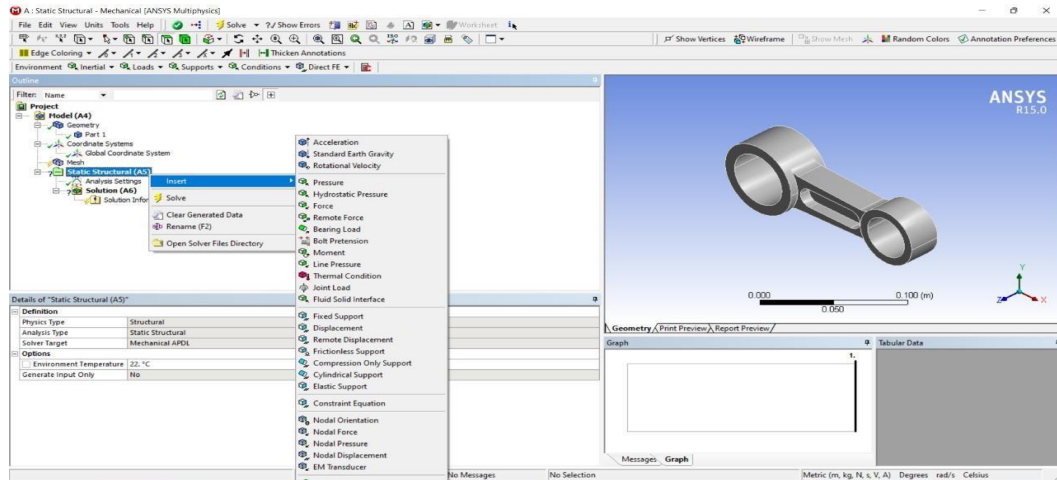 A : Static Structural - Mechanical [ANSYS Multiphysics]
File Edit View Units Tools Help Solve ?/ Show Errors Worksheet
Show Vertices Wireframe Show Mesh Random Colors Annotation Preferences
Edge Coloring Thicken Annotations
Environment Inertial Loads Supports Conditions Direct FE
Outline
Filter: Name
Project
Model (A4)
Geometry
Part 1
Coordinate Systems
Global Coordinate System
Mesh
Static Structural (A5)
Analysis Settings
Solution (A6)
Solution Infor
Insert
Solve
Clear Generated Data
Rename (F2)
Open Solver Files Directory
Acceleration
Standard Earth Gravity
Rotational Velocity
Pressure
Hydrostatic Pressure
Force
Remote Force
Bearing Load
Bolt Pretension
Moment
Line Pressure
Thermal Condition
Joint Load
Fluid Solid Interface
Fixed Support
Displacement
Remote Displacement
Frictionless Support
Compression Only Support
Cylindrical Support
Elastic Support
Constraint Equation
Nodal Orientation
Nodal Force
Nodal Pressure
Nodal Displacement
EM Transducer
Details of "Static Structural (A5)"
Definition
Physics Type Structural
Analysis Type Static Structural
Solver Target Mechanical APDL
Options
Environment Temperature 22. °C
Generate Input Only No
ANSYS
R15.0
0.000 0.100 (m)
0.050
Y
Z X
Geometry Print Preview Report Preview
Graph
Tabular Data
1.
Messages Graph
No Messages No Selection Metric (m, kg, N, s, V, A) Degrees rad/s Celsius